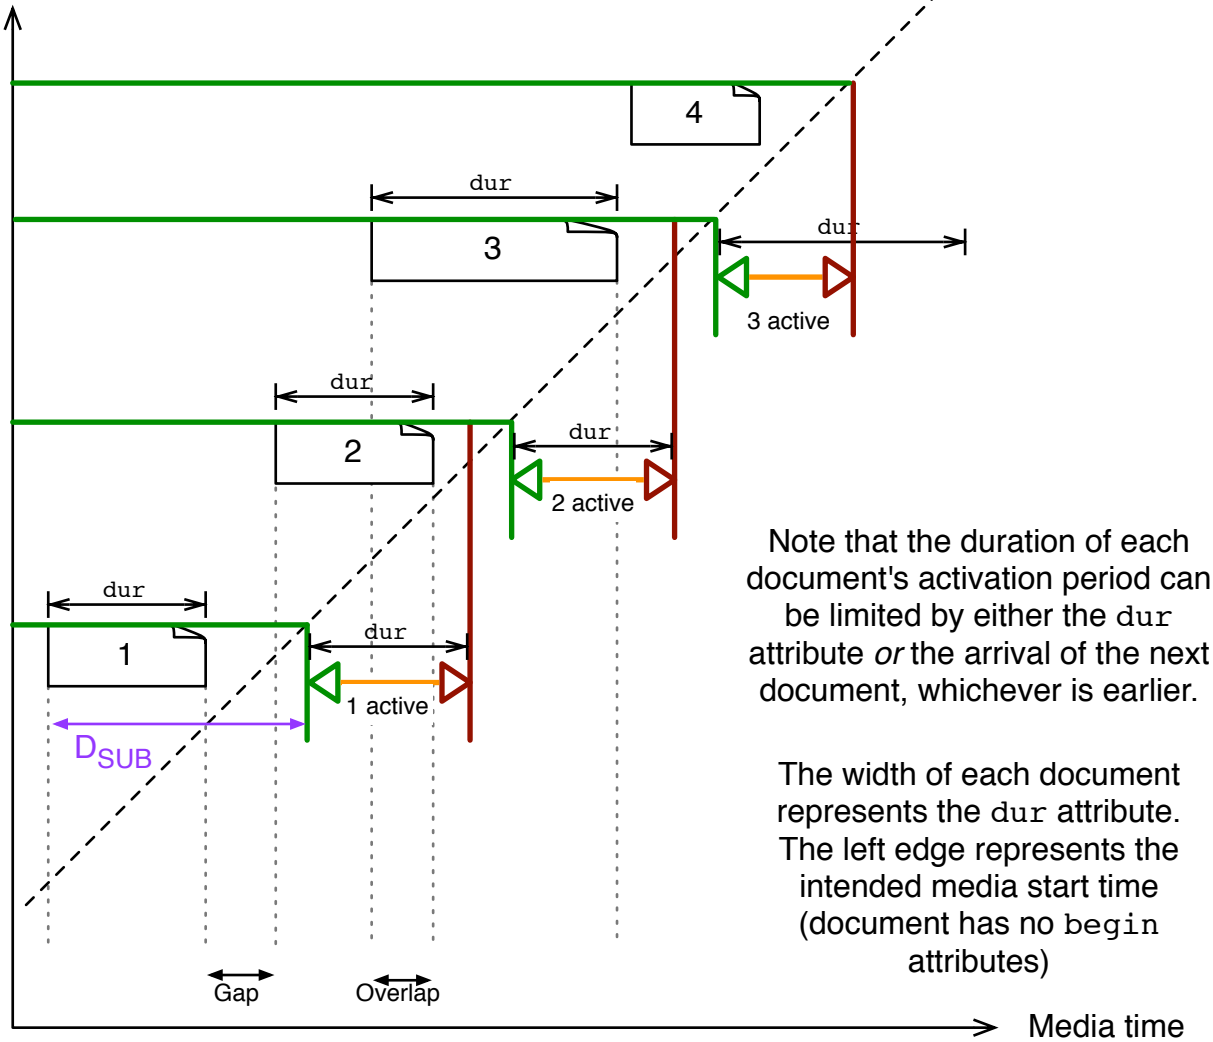 4
dur
3
dur
3 active
dur
2
dur
2 active
dur
1
dur
1 active
DSUB
Note that the duration of each
document's activation period can
be limited by either the dur
attribute or the arrival of the next
document, whichever is earlier.
The width of each document
represents the dur attribute.
The left edge represents the
intended media start time
(document has no begin
attributes)
Gap
Overlap
Media time